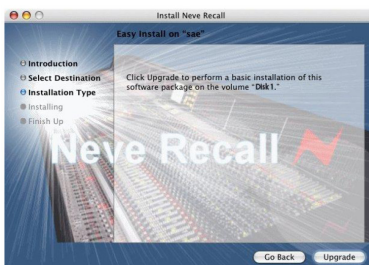 Install Neve Recall
Easy Install on “sae”
Introduction
Select Destination
Installation Type
Installing
Finish Up
Click Upgrade to perform a basic installation of this
software package on the volume “Disk1.”
Neve Recall
Go Back
Upgrade